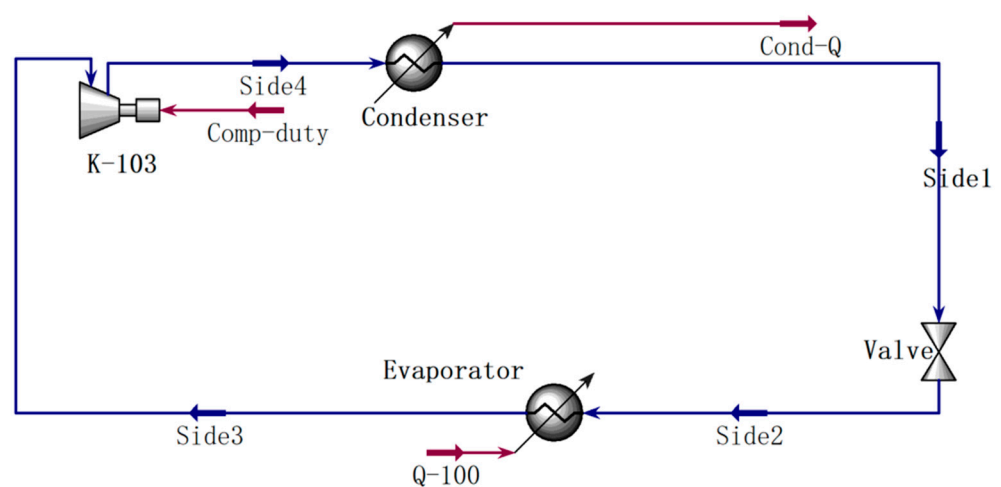 Cond-Q
Side4
Condenser
Comp-duty
K-103
Side1
Valve
Evaporator
Side3
Side2
Q-100